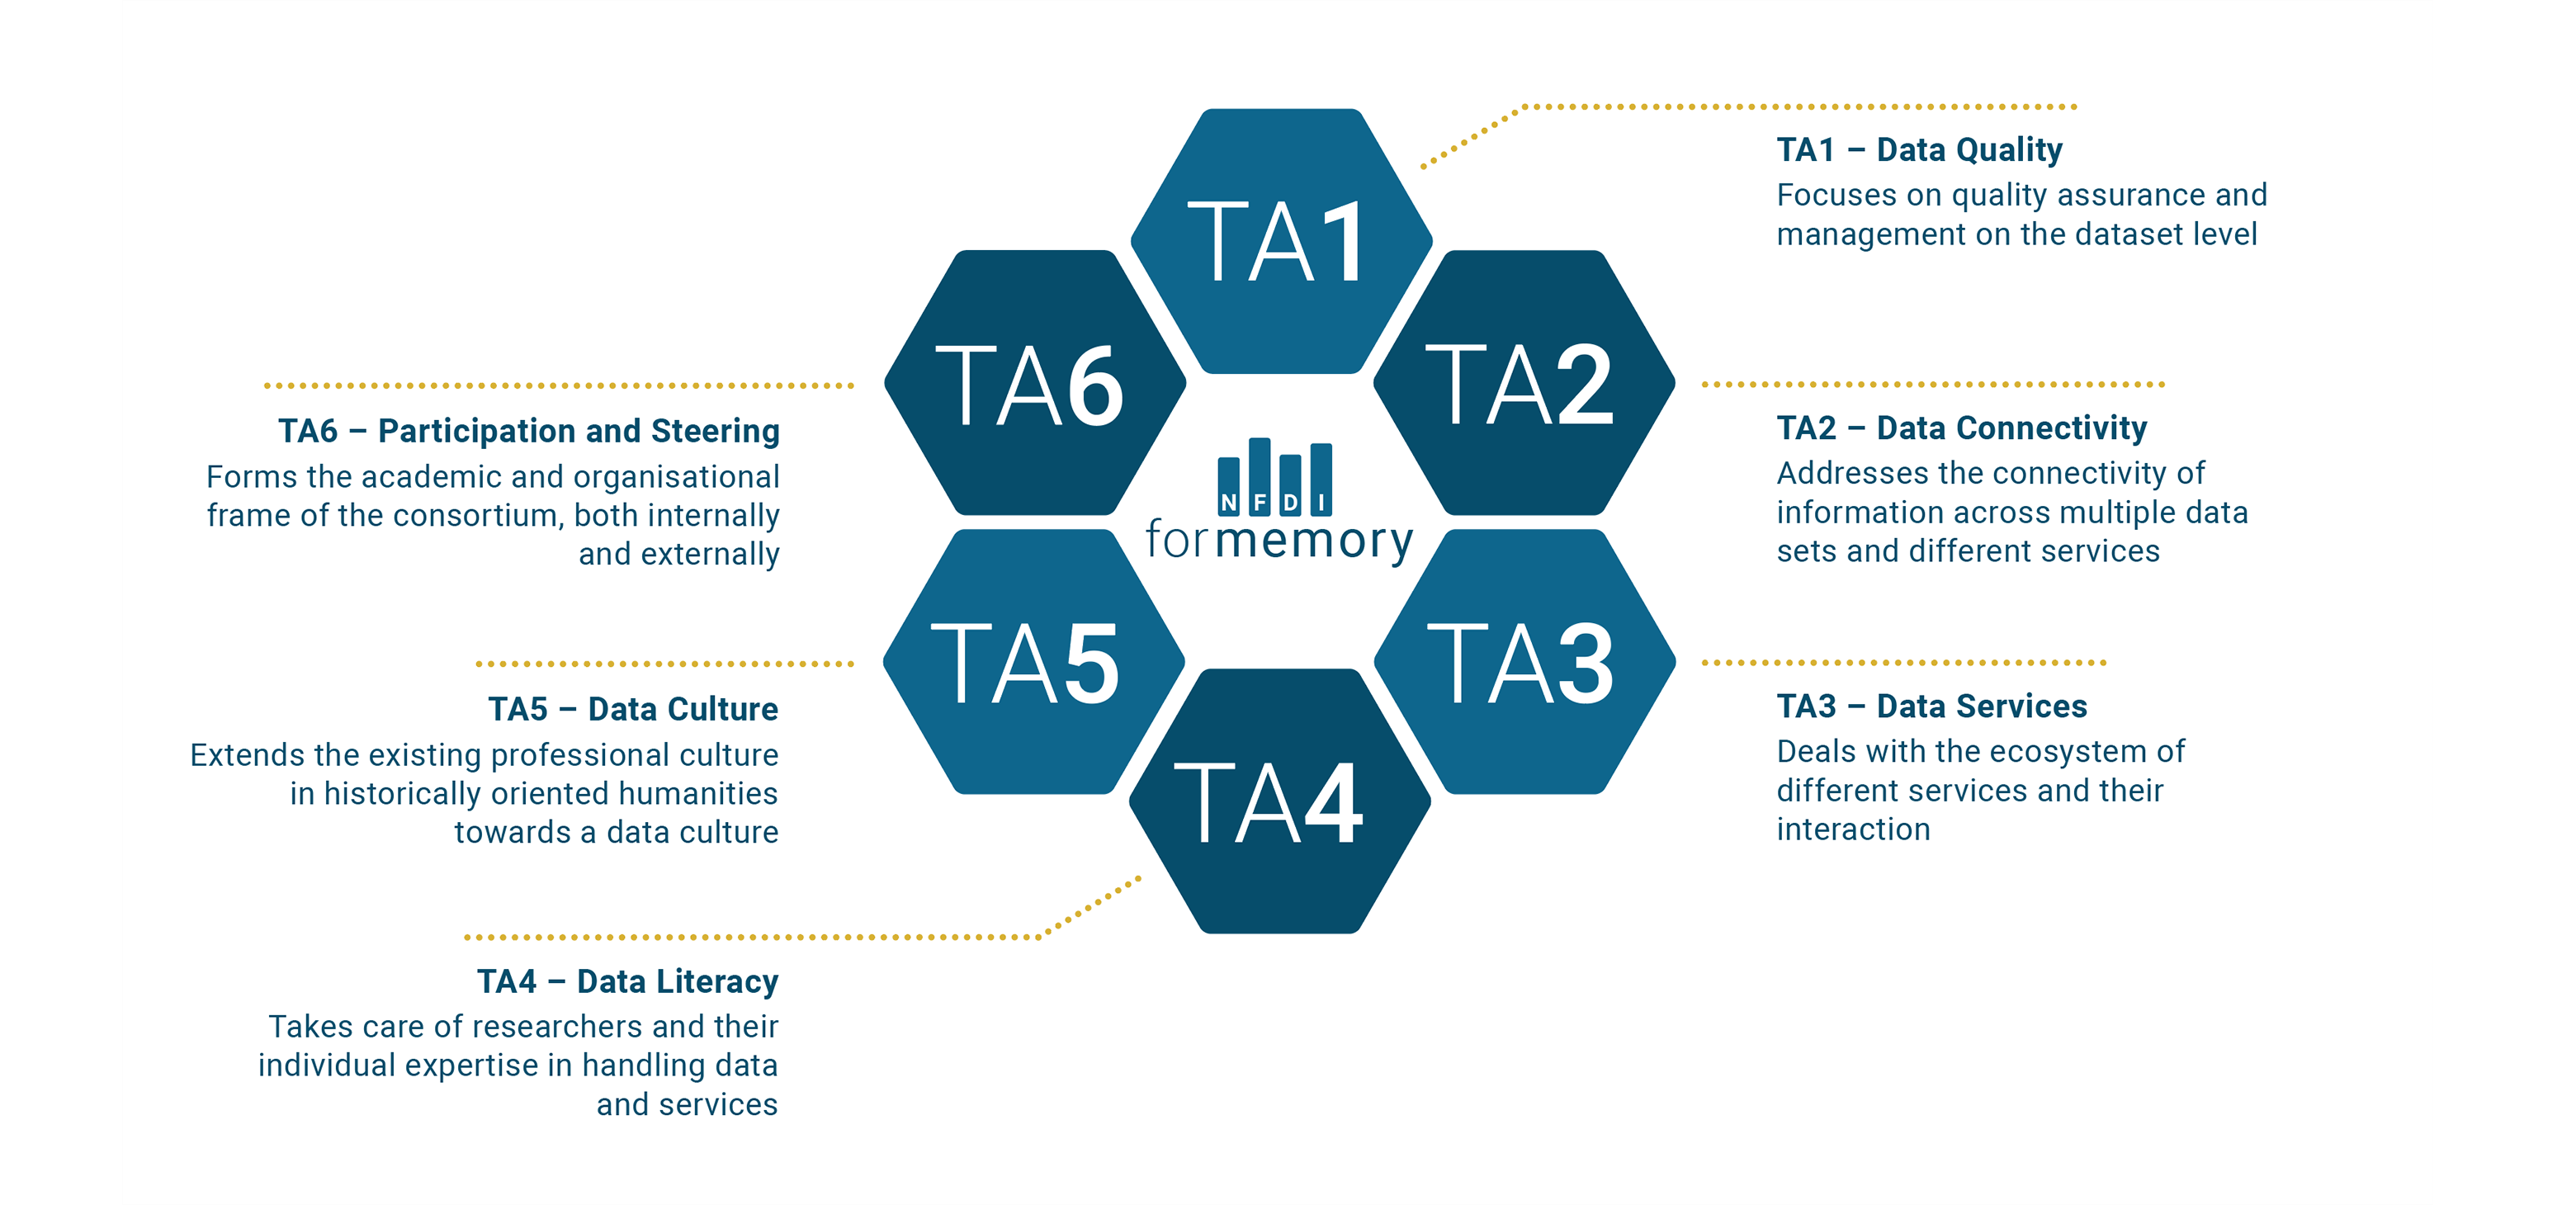 TA1
TA2
TA3
TA4
TA5
TA6
N F D I
formemory
TA1 – Data Quality
Focuses on quality assurance and
management on the dataset level
TA2 – Data Connectivity
Addresses the connectivity of
information across multiple data
sets and different services
TA3 – Data Services
Deals with the ecosystem of
different services and their
interaction
TA4 – Data Literacy
Takes care of researchers and their
individual expertise in handling data
and services
TA5 – Data Culture
Extends the existing professional culture
in historically oriented humanities
towards a data culture
TA6 – Participation and Steering
Forms the academic and organisational
frame of the consortium, both internally
and externally